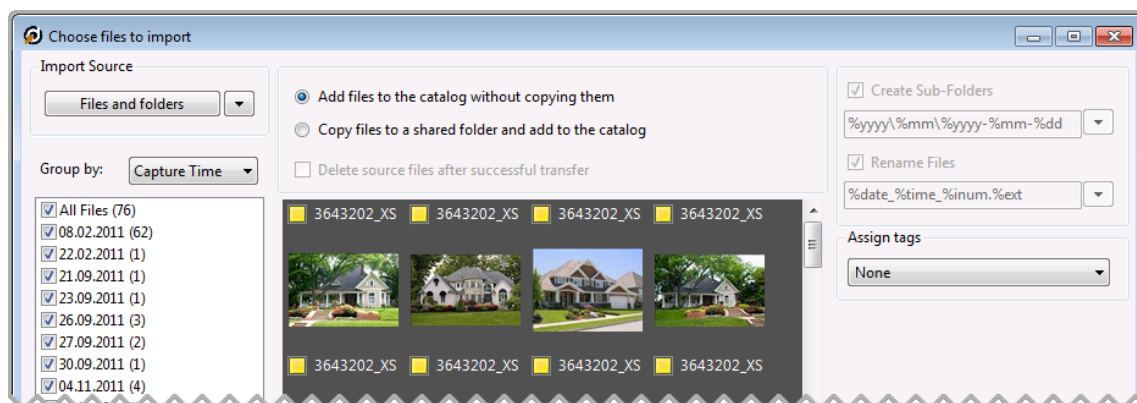 Choose files to import
Import Source
Files and folders
Group by: Capture Time
All Files (76)
08.02.2011 (62)
22.02.2011 (1)
21.09.2011 (1)
23.09.2011 (1)
26.09.2011 (3)
27.09.2011 (2)
30.09.2011 (1)
04.11.2011 (4)
Add files to the catalog without copying them
Copy files to a shared folder and add to the catalog
Delete source files after successful transfer
3643202_XS 3643202_XS 3643202_XS 3643202_XS
3643202_XS 3643202_XS 3643202_XS 3643202_XS
Create Sub-Folders
%yyyy\%mm\%yyyy-%mm-%dd
Rename Files
%date_%time_%inum.%ext
Assign tags
None